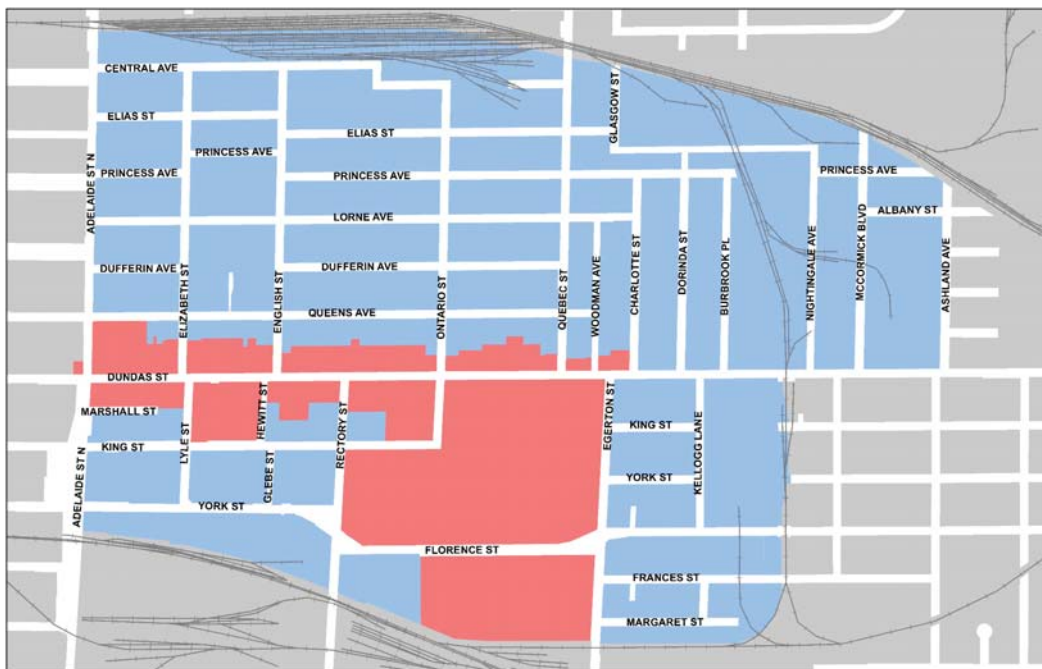 CENTRAL AVE
GLASGOW ST
ELIAS ST
ELIAS ST
PRINCESS AVE
PRINCESS AVE
PRINCESS AVE
PRINCESS AVE
ADELAIDE ST N
LORNE AVE
ALBANY ST
DUFFERIN AVE
DUFFERIN AVE
ELIZABETH ST
ENGLISH ST
ONTARIO ST
QUEBEC ST
WOODMAN AVE
CHARLOTTE ST
DORINDA ST
BURBROOK PL
NIGHTINGALE AVE
MCCORMICK BLVD
ASHLAND AVE
QUEENS AVE
DUNDAS ST
MARSHALL ST
LYLE ST
HEWITT ST
RECTORY ST
EGERTON ST
KING ST
KING ST
KELLOGG LANE
GLEBE ST
ADELAIDE ST N
YORK ST
YORK ST
FLORENCE ST
FRANCES ST
MARGARET ST